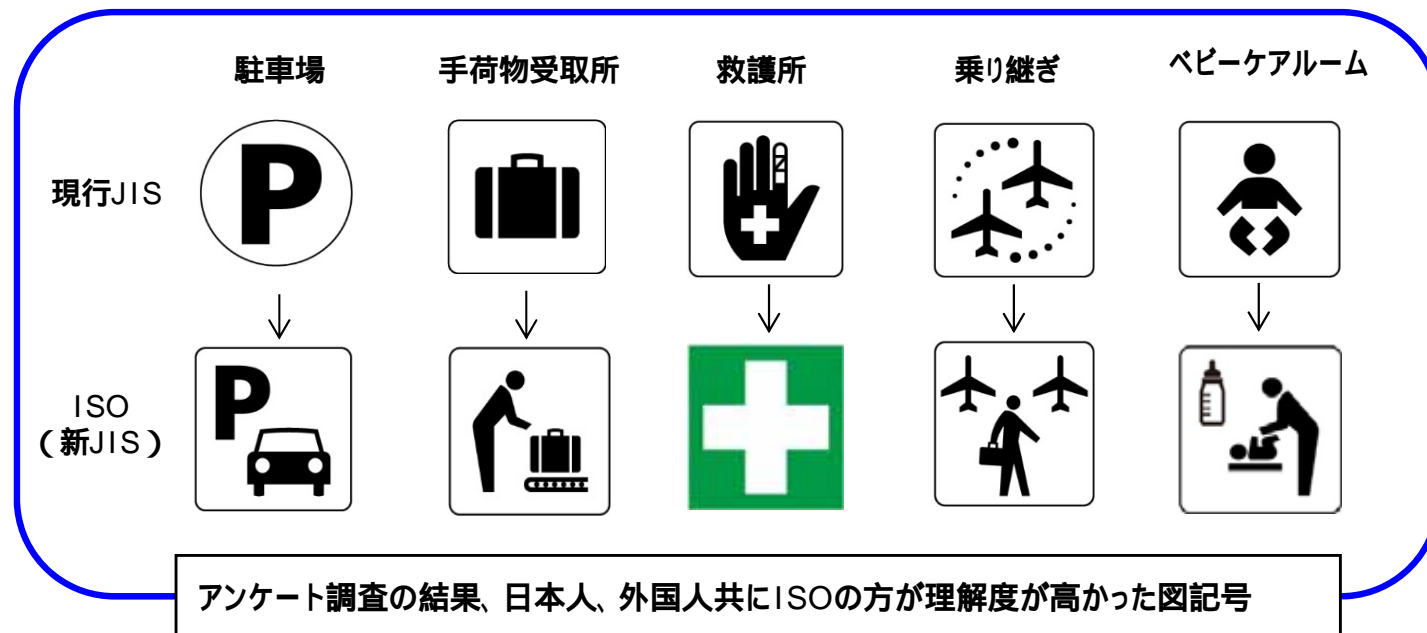 駐車場 手荷物受取所 救護所 乗り継ぎ ベビーケアルーム
現行JIS
P
ISO
(新JIS)
P
アンケート調査の結果、日本人、外国人共にISOの方が理解度が高かった図記号